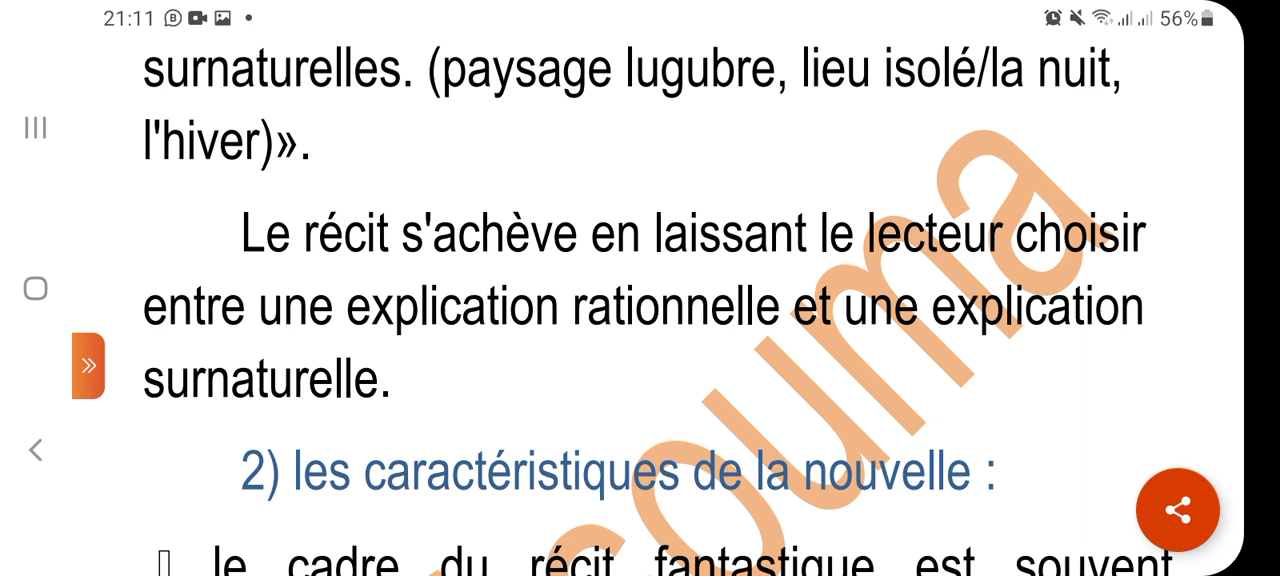 21:11 56%
surnaturelles. (paysage lugubre, lieu isolé/la nuit,
l'hiver)».
Le récit s'achève en laissant le lecteur choisir
entre une explication rationnelle et une explication
surnaturelle.
2) les caractéristiques de la nouvelle :
le cadre du récit fantastique est souvent